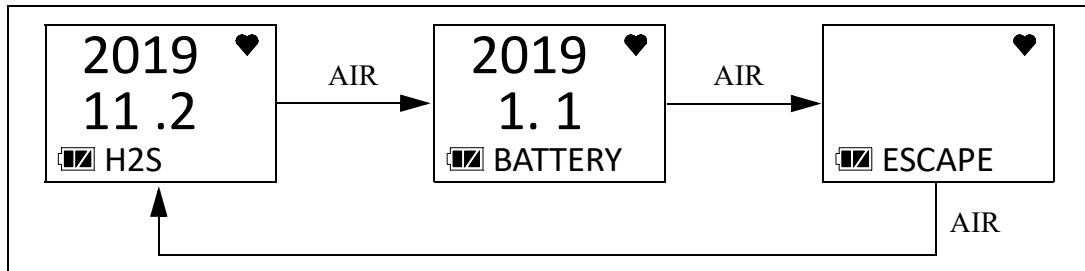 2019
11 .2
H2S
AIR
2019
1. 1
BATTERY
AIR
ESCAPE
AIR